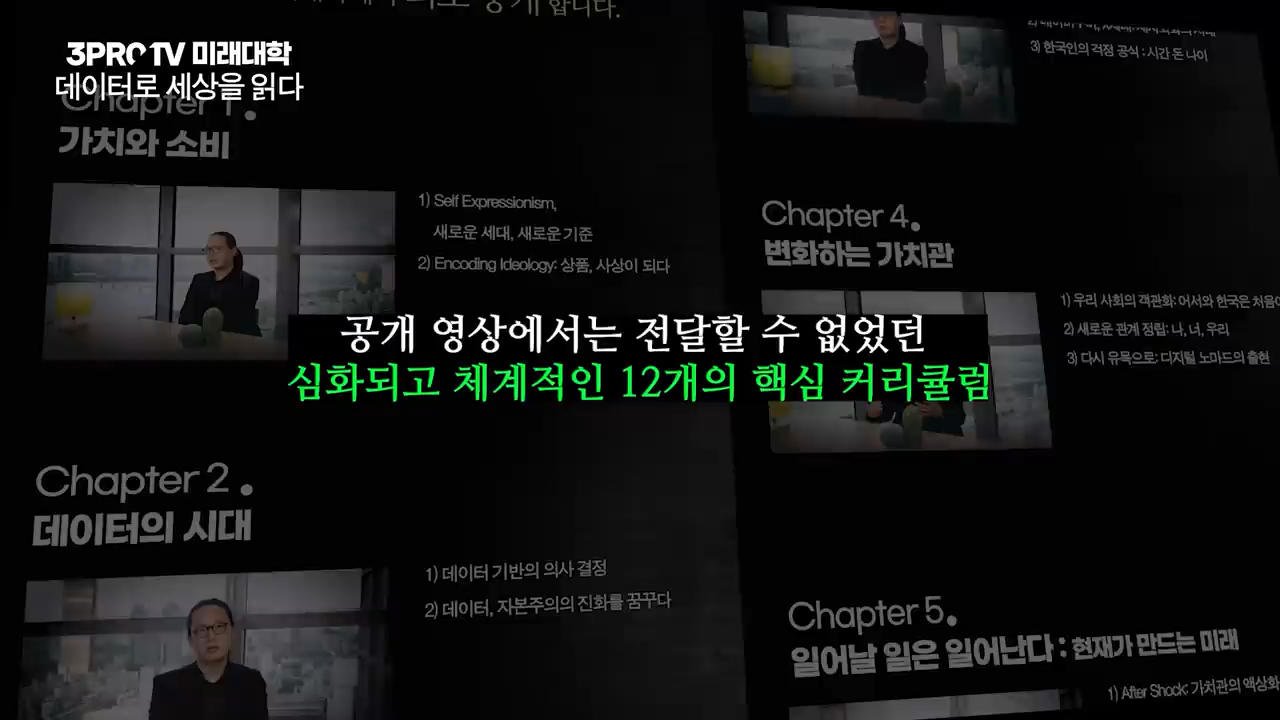 공개 합니다.
3PRO TV 미래대학
데이터로 세상을 읽다
Chapter 1.
가치와 소비
1) Self Expressionism,
새로운 세대, 새로운 기준
2) Encoding Ideology: 상품, 사상이 되다
Chapter 2.
데이터의 시대
1) 데이터 기반의 의사 결정
2) 데이터, 자본주의의 진화를 꿈꾸다
3) 한국인의 걱정 공식 : 시간 돈 나이
Chapter 4.
변화하는 가치관
1) 우리 사회의 객관화: 어서와 한국은 처음이
2) 새로운 관계 정립: 나, 너, 우리
3) 다시 유목으로: 디지털 노마드의 출현
Chapter 5.
일어날 일은 일어난다 : 현재가 만드는 미래
1) After Shock: 가치관의 액상화
공개 영상에서는 전달할 수 없었던
심화되고 체계적인 12개의 핵심 커리큘럼